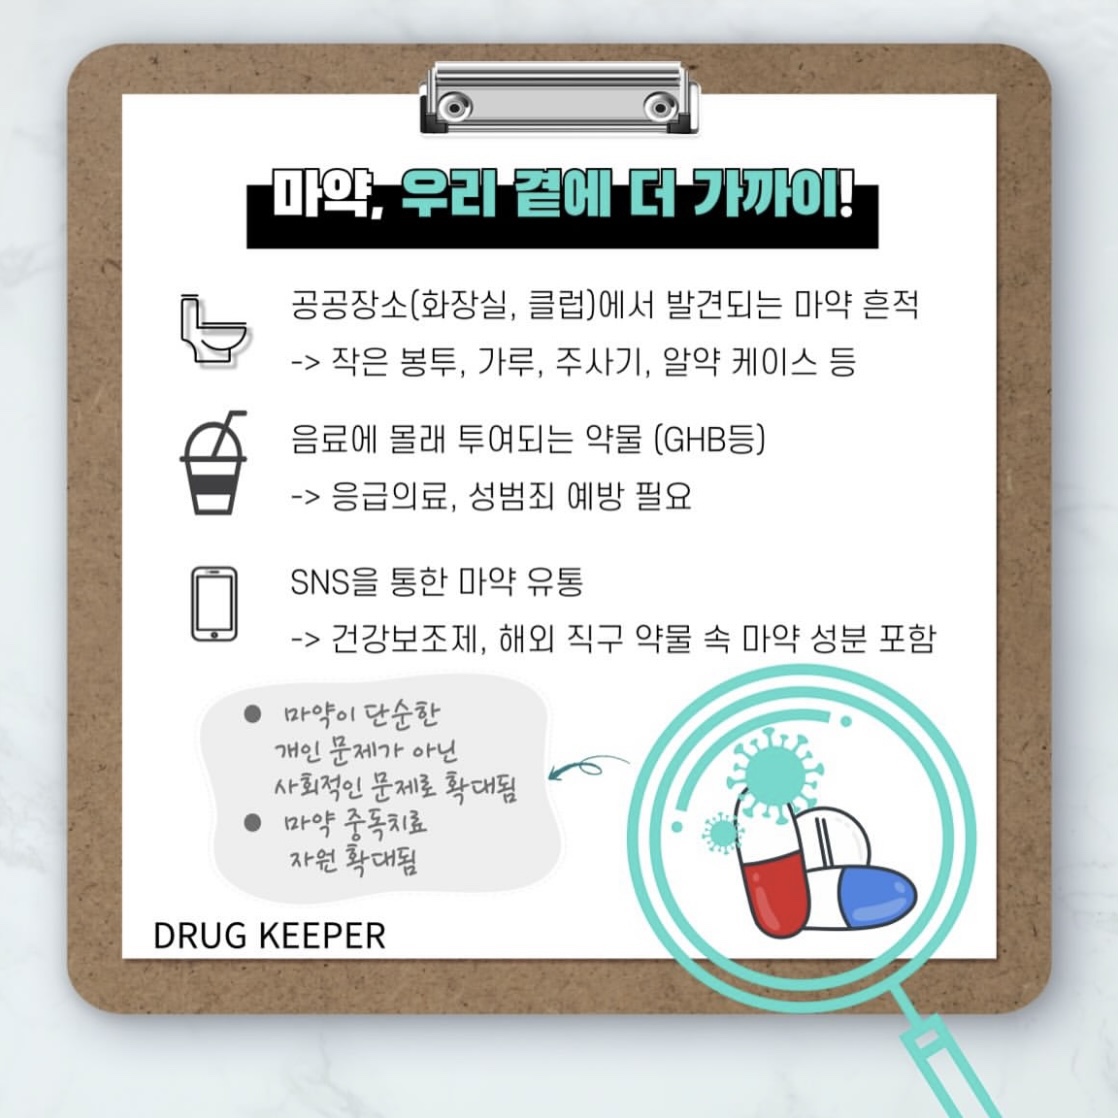 마약, 우리 곁에 더 가까이!
공공장소(화장실, 클럽)에서 발견되는 마약 흔적
-> 작은 봉투, 가루, 주사기, 알약 케이스 등
음료에 몰래 투여되는 약물 (GHB등)
-> 응급의료, 성범죄 예방 필요
SNS을 통한 마약 유통
-> 건강보조제, 해외 직구 약물 속 마약 성분 포함
● 마약이 단순한
개인 문제가 아닌
사회적인 문제로 확대됨
● 마약 중독치료
자원 확대됨
DRUG KEEPER